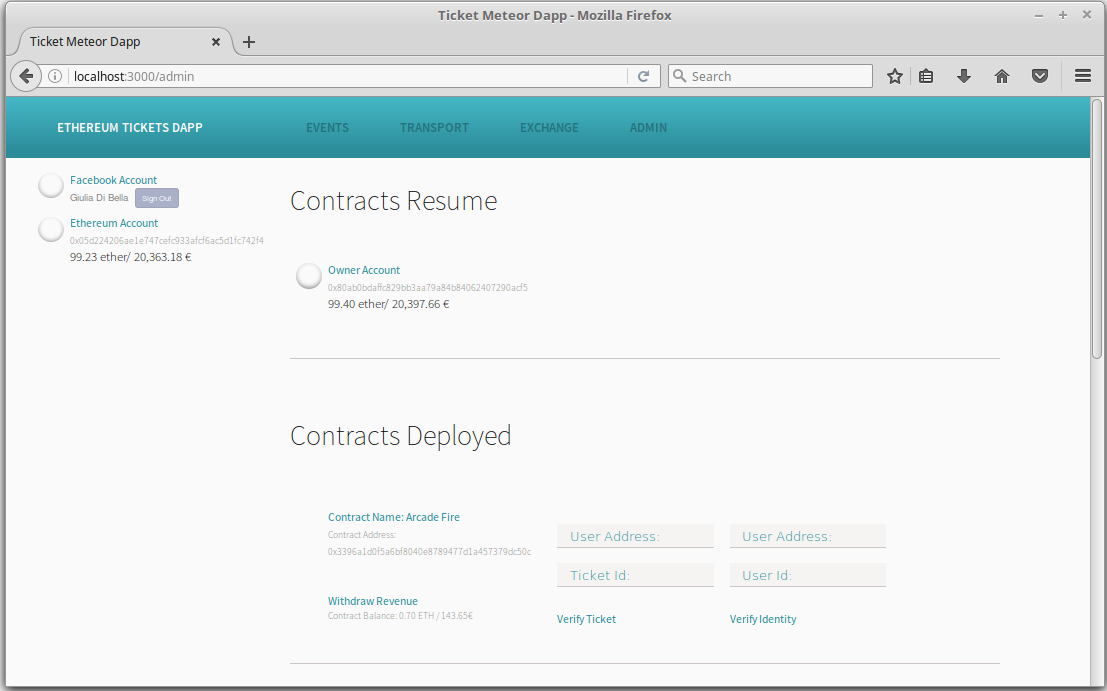 Ticket Meteor Dapp - Mozilla Firefox
Ticket Meteor Dapp
localhost:3000/admin
Search
ETHEREUM TICKETS DAPP EVENTS TRANSPORT EXCHANGE ADMIN
Facebook Account
Giulia Di Bella Sign Out
Ethereum Account
0x05d224206ae1e747cefc933afcf6ac5d1fc742f4
99.23 ether/ 20,363.18 €
Contracts Resume
Owner Account
0x80ab0bdaffc829bb3aa79a84b84062407290acf5
99.40 ether/ 20,397.66 €
Contracts Deployed
Contract Name: Arcade Fire
Contract Address:
0x3396a1d0f5a6bf8040e8789477d1a457379dc50c
Withdraw Revenue
Contract Balance: 0.70 ETH / 143.65€
User Address:
Ticket Id:
Verify Ticket
User Address:
User Id:
Verify Identity